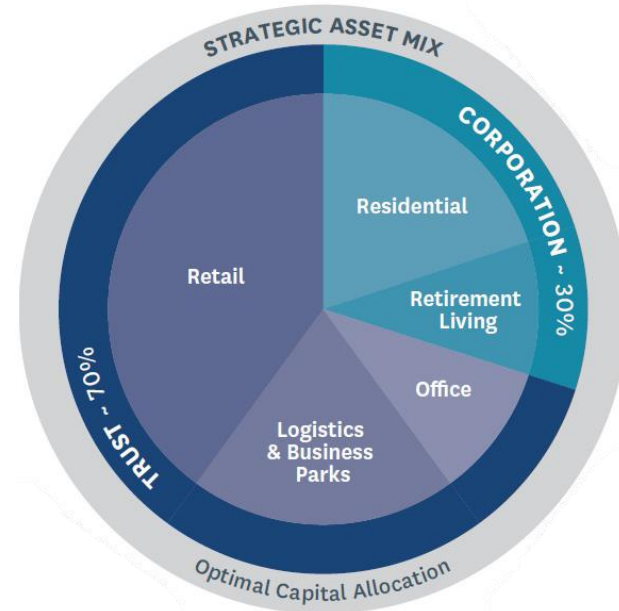 STRATEGIC ASSET MIX
CORPORATION ~ 30%
Residential
Retail
Retirement
Living
Office
Logistics
& Business
Parks
TRUST ~ 70%
Optimal Capital Allocation